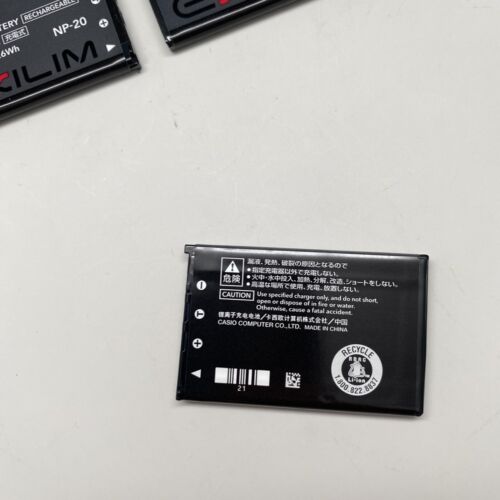 TTERY RECHARGEABLE
充電式 NP-20
6Wh
XILIM
漏液、発熱、破裂の原因となるので
危険
●指定充電器以外で充電しない。
●火中・水中投入、加熱、分解、改造、ショートをしない。
●高温な場所で使用、充電、放置しない。
CAUTION Use specified charger only, and do not short,
open or dispose of in fire or water.
Otherwise, cause a fatal accident.
锂离子充电电池/卡西欧计算机株式会社/中国
CASIO COMPUTER CO.,LTD. MADE IN CHINA
21
RECYCLE
RBRC
Li-ion
1.800.822.8837